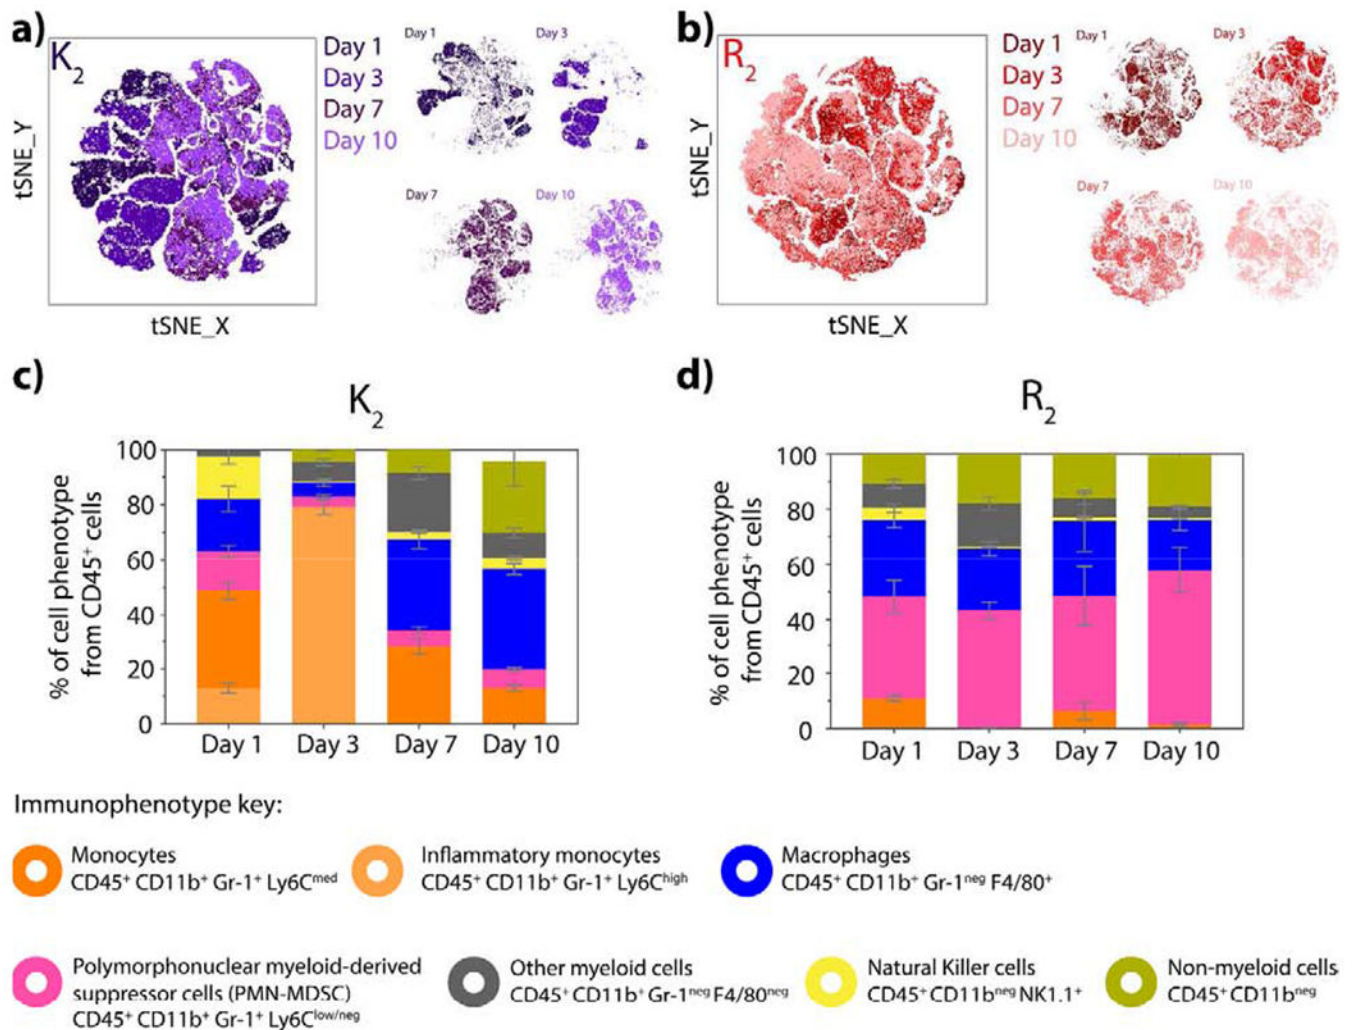 a)
K2
Day 1
Day 3
Day 7
Day 10
Day 1
Day 3
Day 7
Day 10
tSNE_Y
tSNE_X
b)
R2
Day 1
Day 3
Day 7
Day 10
Day 1
Day 3
Day 7
Day 10
tSNE_Y
tSNE_X
c)
K2
% of cell phenotype
from CD45+ cells
100
80
60
40
20
0
Day 1
Day 3
Day 7
Day 10
d)
R2
% of cell phenotype
from CD45+ cells
100
80
60
40
20
0
Day 1
Day 3
Day 7
Day 10
Immunophenotype key:
Monocytes
CD45+ CD11b+ Gr-1+ Ly6Cmed
Inflammatory monocytes
CD45+ CD11b+ Gr-1+ Ly6Chigh
Macrophages
CD45+ CD11b+ Gr-1neg F4/80+
Polymorphonuclear myeloid-derived
suppressor cells (PMN-MDSC)
CD45+ CD11b+ Gr-1+ Ly6Clow/neg
Other myeloid cells
CD45+ CD11b+ Gr-1neg F4/80neg
Natural Killer cells
CD45+ CD11bneg NK1.1+
Non-myeloid cells
CD45+ CD11bneg